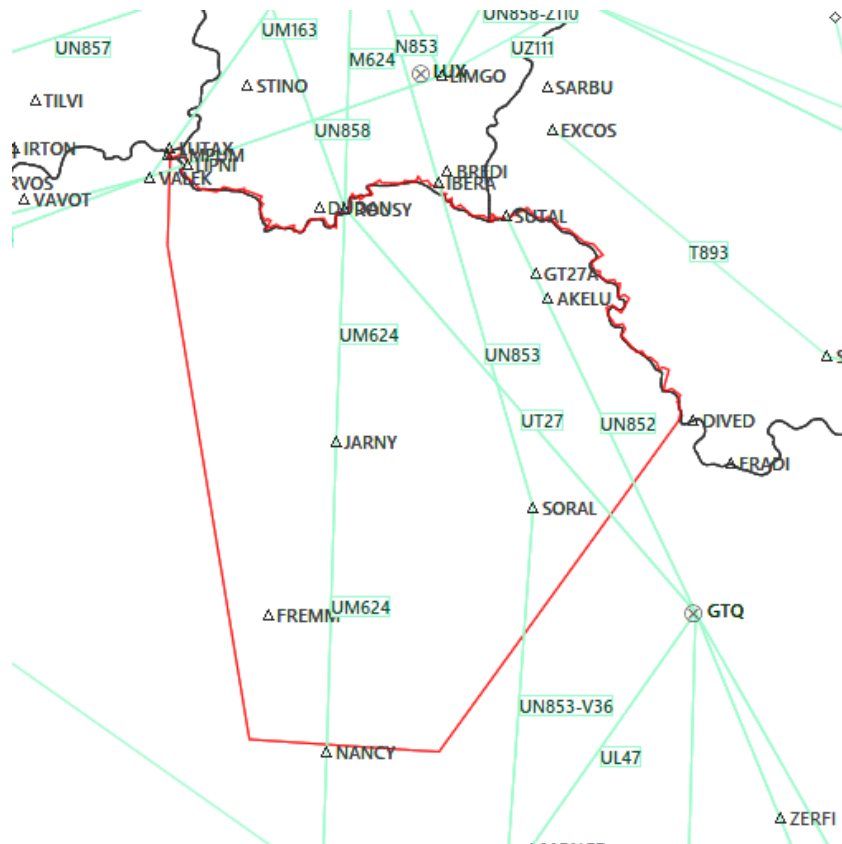 UN858-Z110
UM163
UN857
N853
UZ111
M624
LUX
LIMGO
STINO
SARBU
TILVI
EXCOS
UN858
IRTON
LUTAX
AMPUM
LIPNI
BREDI
VALEK
IBERA
RVOS
VAVOT
ROUSY
SUTAL
T893
GT27A
AKELU
UM624
UN853
S
UT27
UN852
DIVED
JARNY
ERADI
SORAL
UM624
GTQ
FREMM
UN853-V36
NANCY
UL47
ZERFI